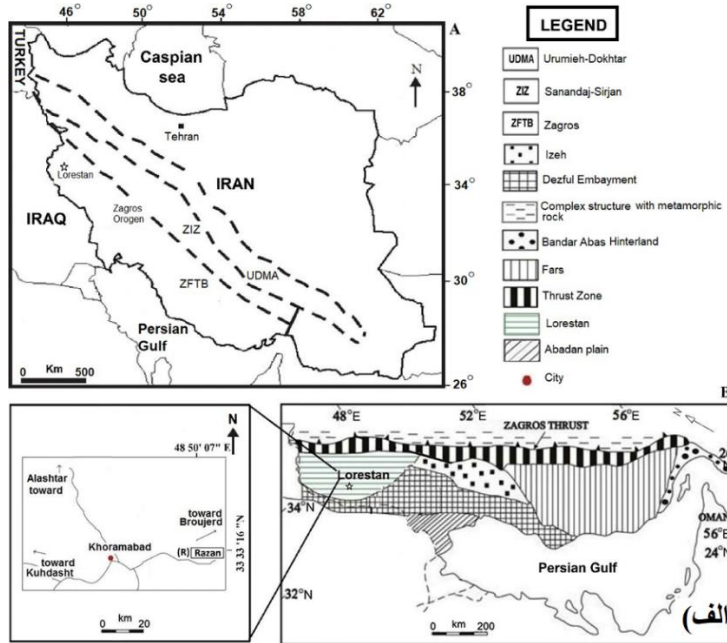 46° 50° 54° 58° 62°
A
TURKEY
Caspian
sea
N
38°
Tehran
Lorestan
IRAN
34°
IRAQ
Zagros
Orogen
ZIZ
UDMA
30°
ZFTB
Persian
Gulf
Km
0 500
26°
LEGEND
UDMA Urumieh-Dokhtar
ZIZ Sanandaj-Sirjan
ZFTB Zagros
Izeh
Dezful Embayment
Complex structure with metamorphic
rock
Bandar Abas Hinterland
Fars
Thrust Zone
Lorestan
Abadan plain
City
N
48 50' 07" E
Alashtar
toward
toward
Broujerd
Khoramabad
(R) Razan
toward
Kuhdasht
33 33' 16" N
km
0 20
48°E 52°E 56°E
ZAGROS THRUST
N
Lorestan
34°N
OMAN
56°E
24°N
Persian Gulf
32°N
km
0 200
الف)